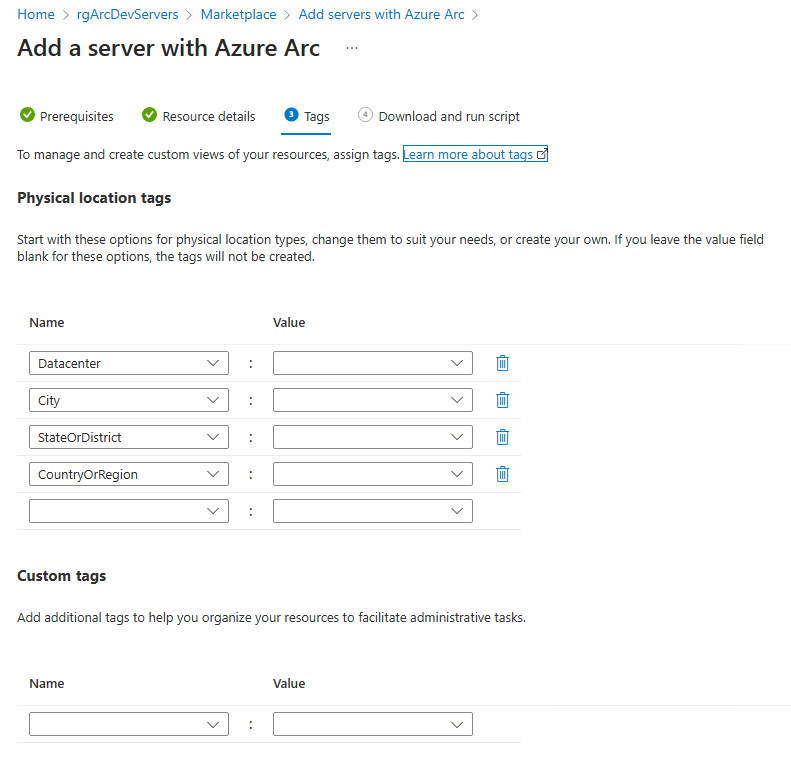 Home > rgArcDevServers > Marketplace > Add servers with Azure Arc >
Add a server with Azure Arc ...
Prerequisites Resource details 3 Tags 4 Download and run script
To manage and create custom views of your resources, assign tags. Learn more about tags
Physical location tags
Start with these options for physical location types, change them to suit your needs, or create your own. If you leave the value field
blank for these options, the tags will not be created.
Name Value
Datacenter :
City :
StateOrDistrict :
CountryOrRegion :
:
Custom tags
Add additional tags to help you organize your resources to facilitate administrative tasks.
Name Value
: